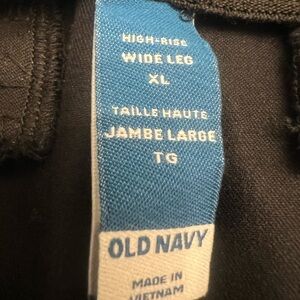 HIGH-RISE
WIDE LEG
XL
TAILLE HAUTE
JAMBE LARGE
TG
OLD NAVY
MADE IN
VIETNAM